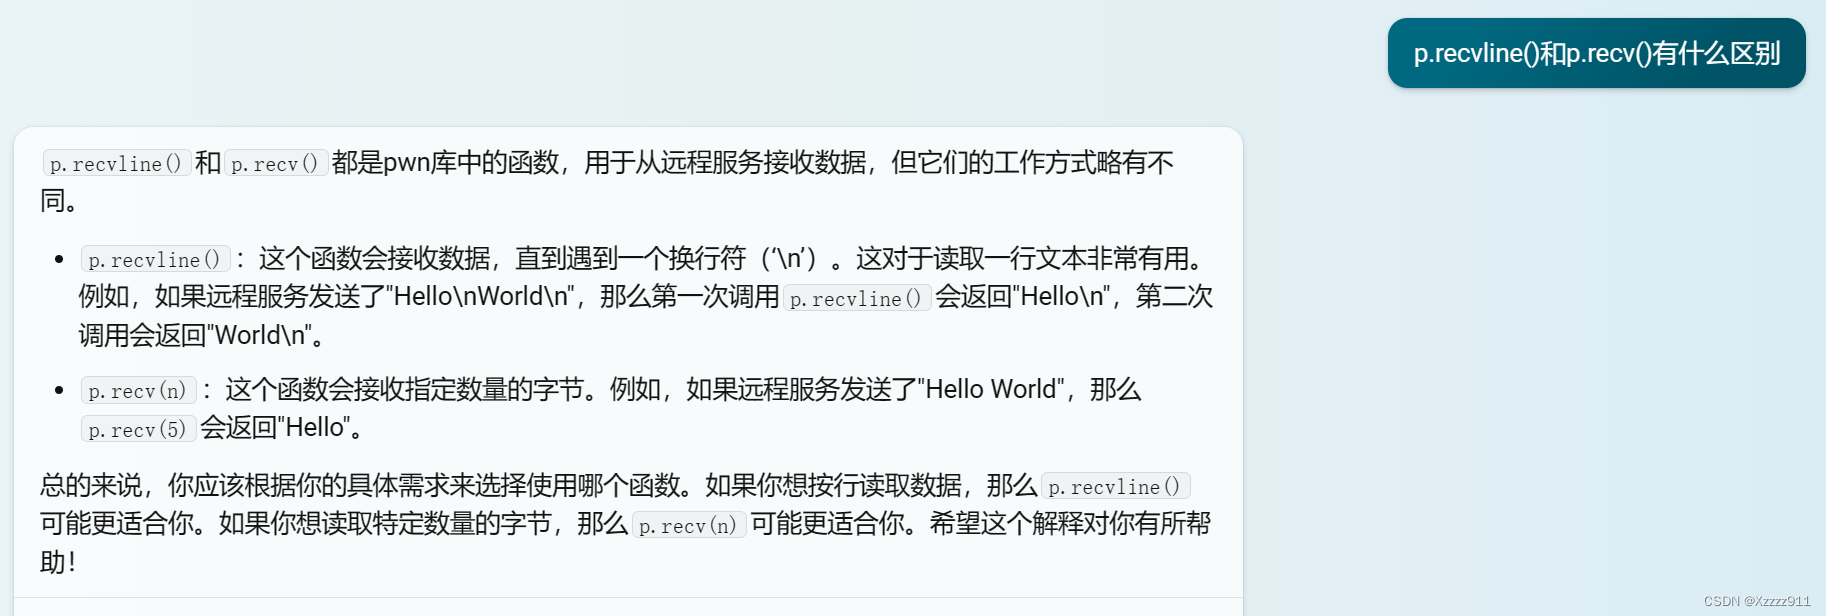 p.recvline()和p.recv()有什么区别
p.recvline() 和 p.recv() 都是pwn库中的函数，用于从远程服务接收数据，但它们的工作方式略有不
同。
• p.recvline() ：这个函数会接收数据，直到遇到一个换行符（‘\n’）。这对于读取一行文本非常有用。
例如，如果远程服务发送了"Hello\nWorld\n"，那么第一次调用 p.recvline() 会返回"Hello\n"，第二次
调用会返回"World\n"。
• p.recv(n) ：这个函数会接收指定数量的字节。例如，如果远程服务发送了"Hello World"，那么
p.recv(5) 会返回"Hello"。
总的来说，你应该根据你的具体需求来选择使用哪个函数。如果你想按行读取数据，那么 p.recvline()
可能更适合你。如果你想读取特定数量的字节，那么 p.recv(n) 可能更适合你。希望这个解释对你有所帮
助！
CSDN @Xzzzz911